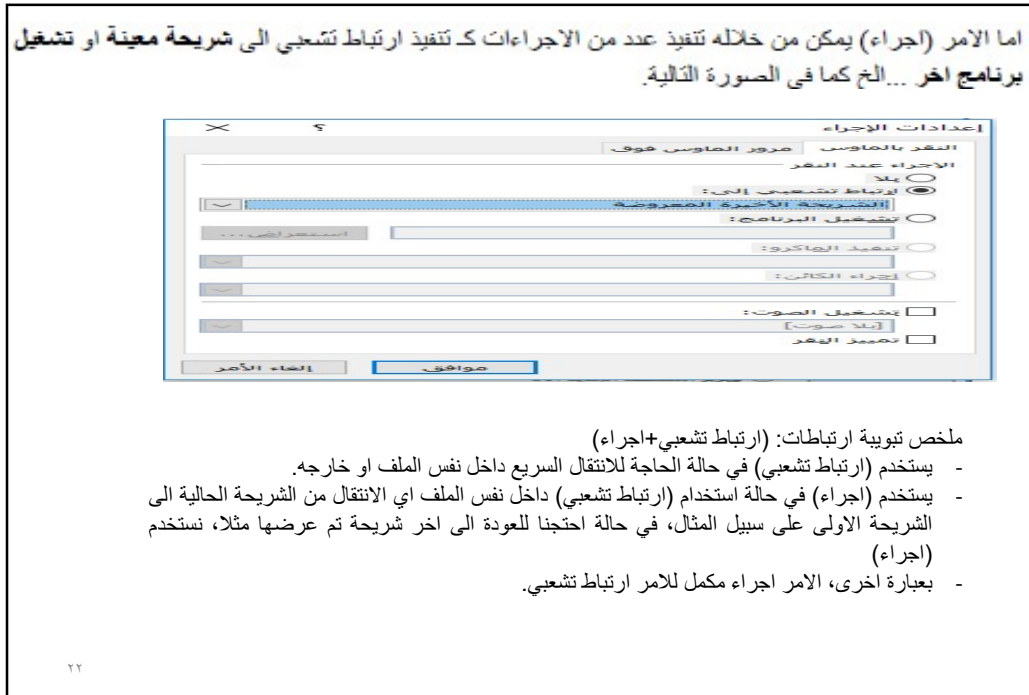 اما الامر (اجراء) يمكن من خلاله تنفيذ عدد من الاجراءات كـ تنفيذ ارتباط تشعبي الى شريحة معينة او تشغيل
برنامج اخر ...الخ كما في الصورة التالية.
إعدادات الإجراء ؟ ×
النقر بالماوس مرور الماوس فوق
الإجراء عند النقر
بلا
ارتباط تشعبي إلى:
الشريحة الأخيرة المعروضة
تشغيل البرنامج:
استعراض...
تنفيذ الماكرو:
إجراء الكائن:
تشغيل الصوت:
[بلا صوت]
تمييز النقر
موافق إلغاء الأمر
ملخص تبويبة ارتباطات: (ارتباط تشعبي+اجراء)
- يستخدم (ارتباط تشعبي) في حالة الحاجة للانتقال السريع داخل نفس الملف او خارجه.
- يستخدم (اجراء) في حالة استخدام (ارتباط تشعبي) داخل نفس الملف اي الانتقال من الشريحة الحالية الى
الشريحة الاولى على سبيل المثال، في حالة احتجنا للعودة الى اخر شريحة تم عرضها مثلا، نستخدم
(اجراء)
- بعبارة اخرى، الامر اجراء مكمل للامر ارتباط تشعبي.
٢٢